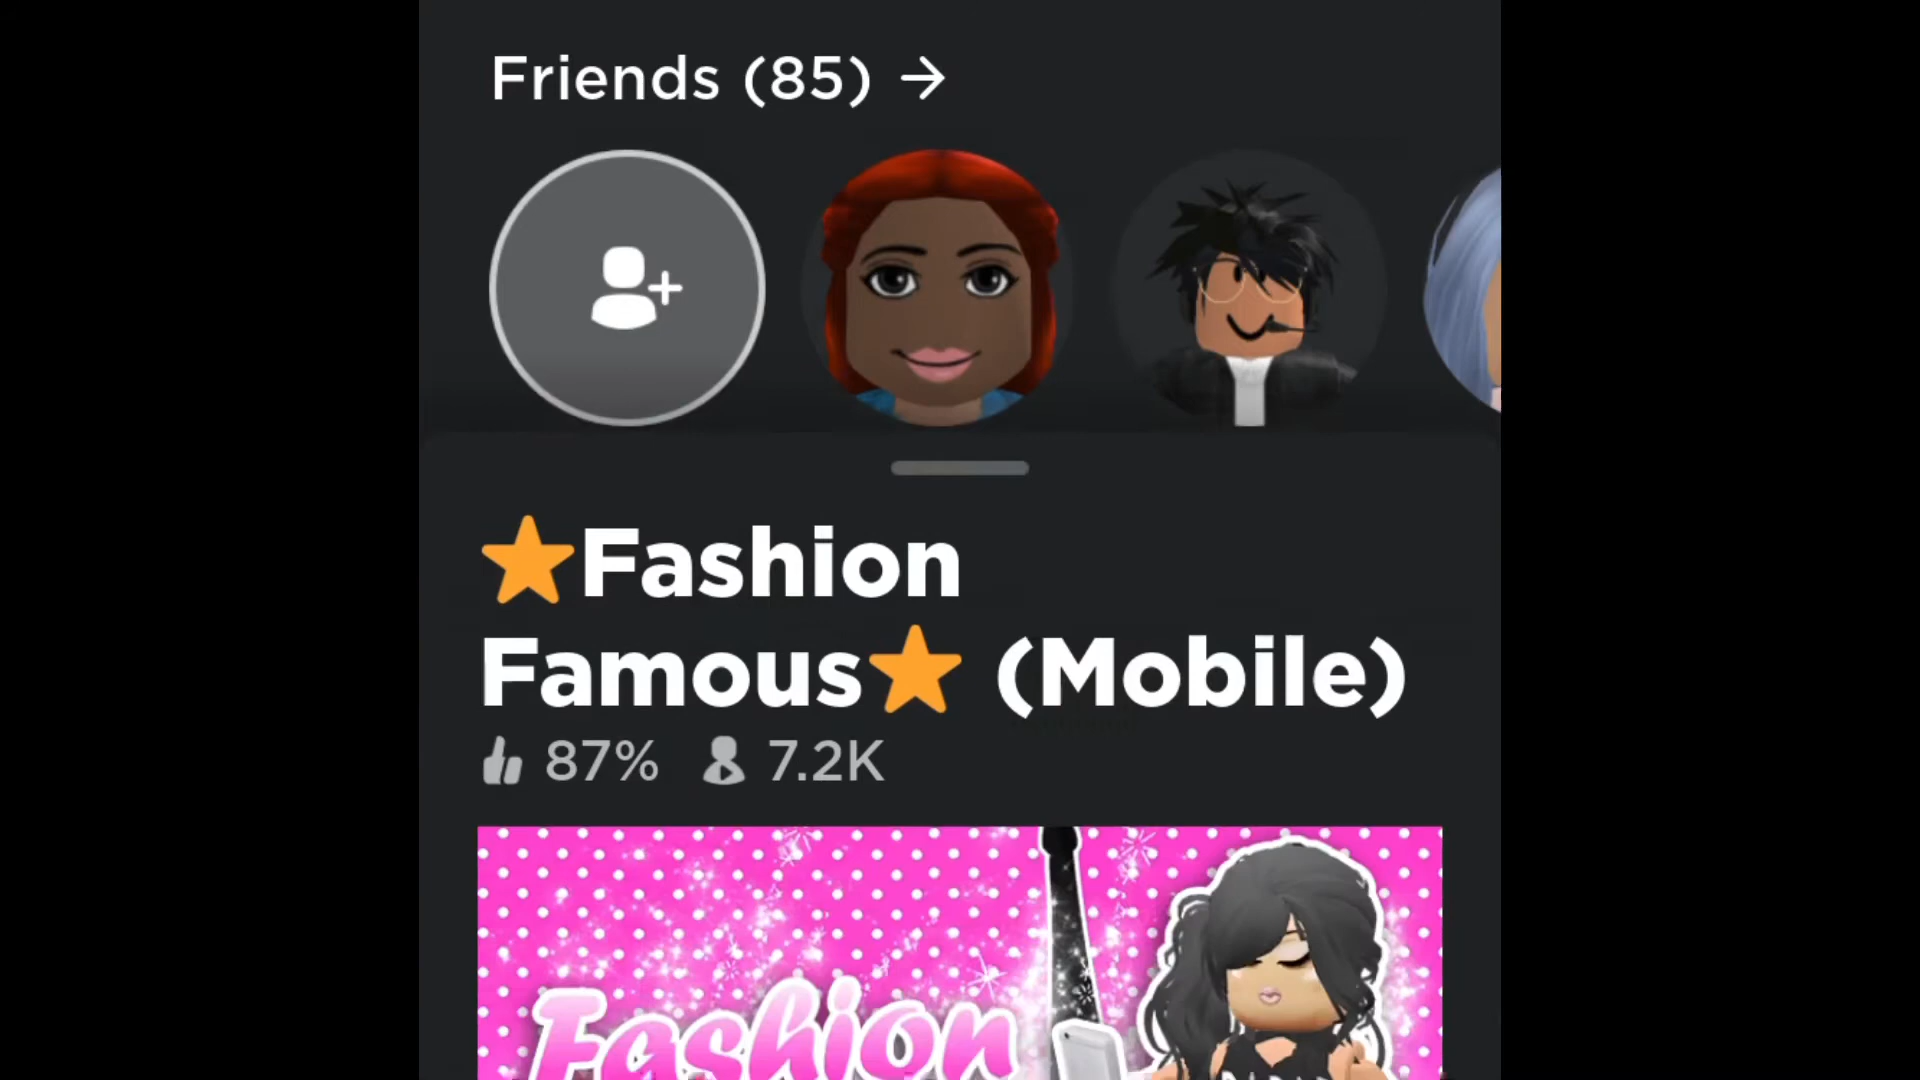 Friends (85) →
⭐Fashion
Famous⭐ (Mobile)
87% 7.2K
Fashion